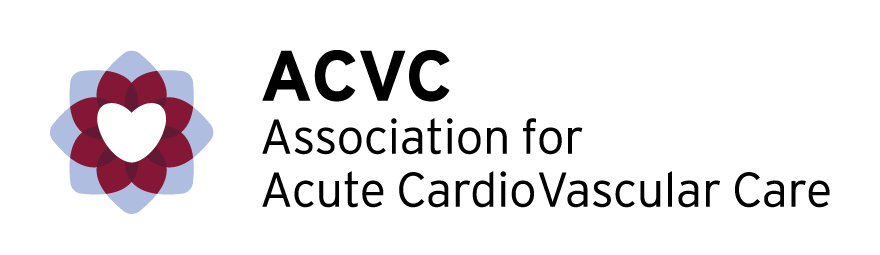 ACVC
Association for
Acute CardioVascular Care